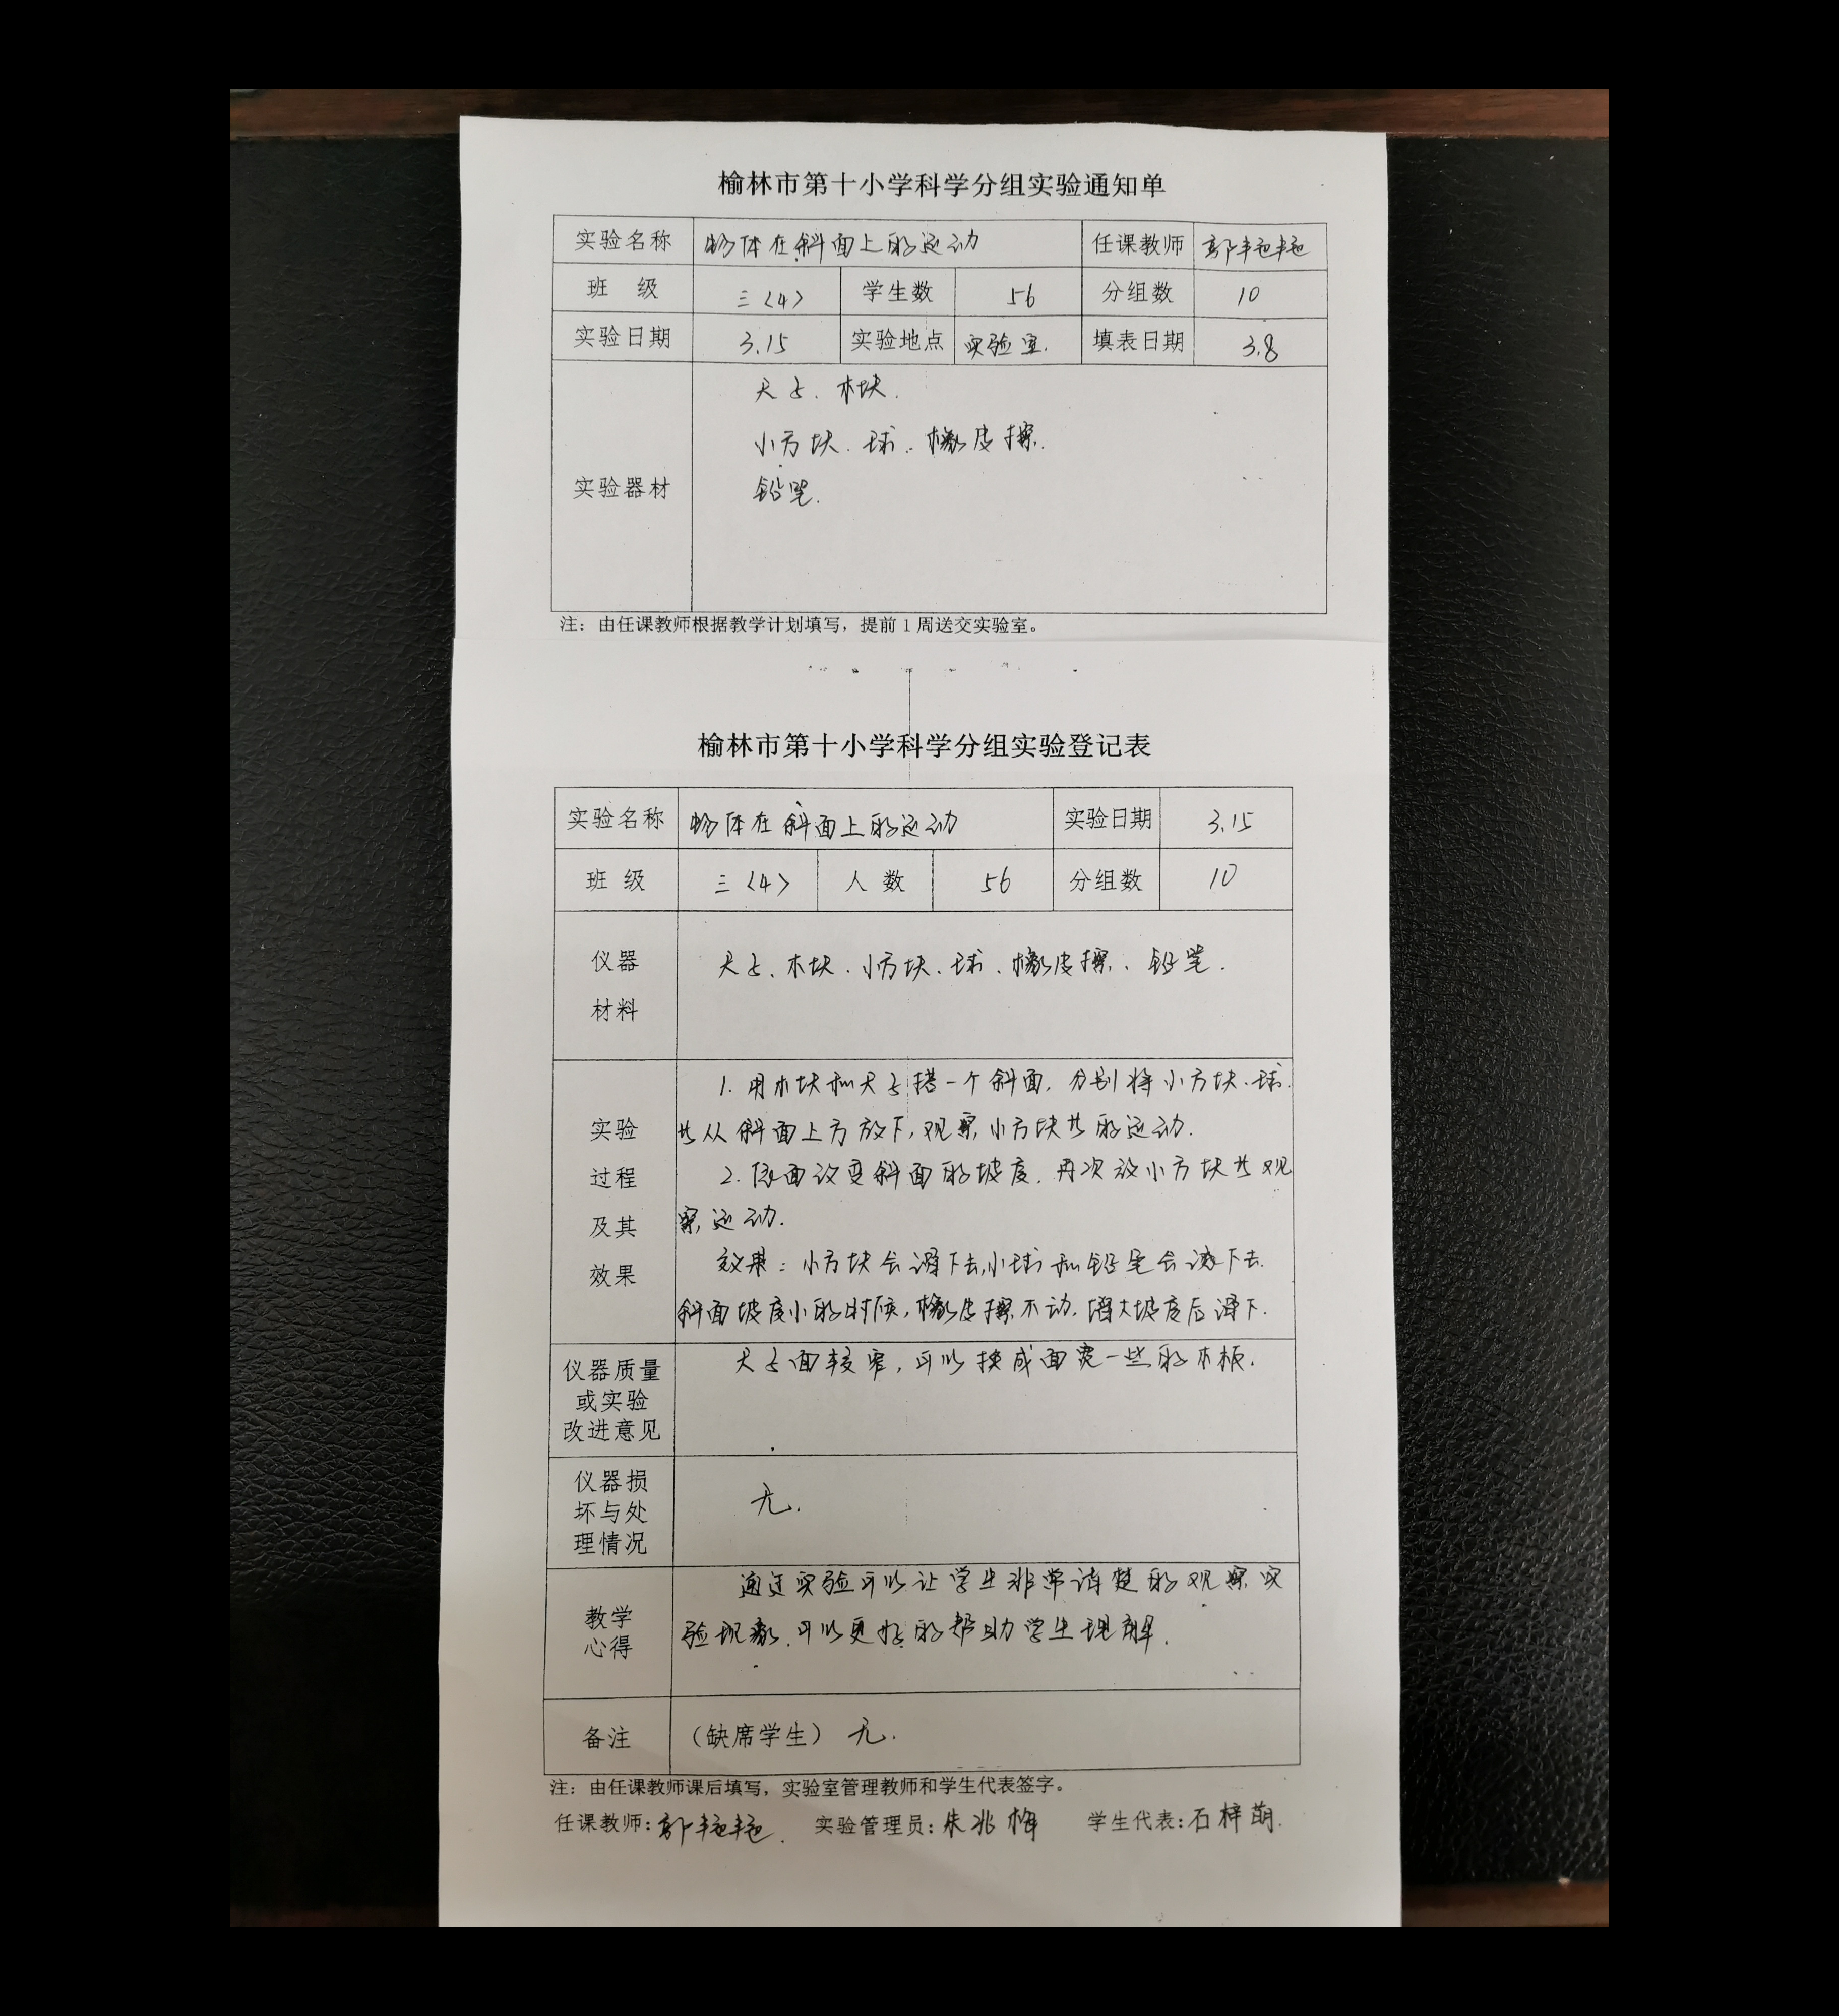 榆林市第十小学科学分组实验通知单
实验名称 物体在斜面上的运动 任课教师 郭艳艳
班 级 三〈4〉 学生数 56 分组数 10
实验日期 3.15 实验地点 实验室. 填表日期 3.8
尺子、木块.
小方块、球、橡皮擦.
实验器材 铅笔.
注：由任课教师根据教学计划填写，提前1周送交实验室。
榆林市第十小学科学分组实验登记表
实验名称 物体在斜面上的运动 实验日期 3.15
班 级 三〈4〉 人 数 56 分组数 10
仪器
材料
尺子、木块、小方块、球、橡皮擦、铅笔.
实验
过程
及其
效果
1. 用木块和尺子搭一个斜面, 分别将小方块、球
等从斜面上方放下, 观察小方块等的运动.
2. 改变斜面的坡度, 再次放小方块等观
察运动.
效果: 小方块会滑下去, 小球和铅笔会滚下去.
斜面坡度小的时候, 橡皮擦不动, 增大坡度后滑下.
仪器质量
或实验
改进意见
尺子面较窄, 可以换成面宽一些的木板.
仪器损
坏与处
理情况
无.
教学
心得
通过实验可以让学生非常清楚的观察实
验现象, 可以更好的帮助学生理解.
备注 （缺席学生） 无.
注：由任课教师课后填写，实验室管理教师和学生代表签字。
任课教师: 郭艳艳. 实验管理员: 朱兆梅 学生代表: 石梓萌.